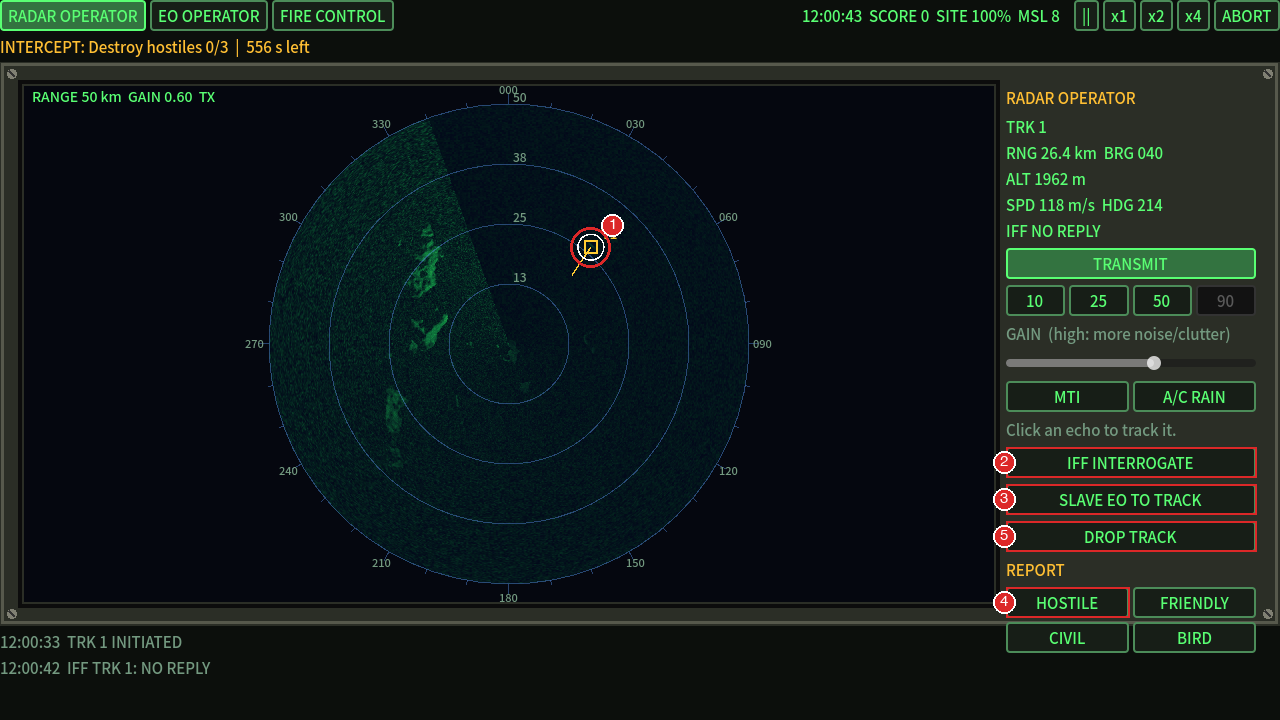 RADAR OPERATOR EO OPERATOR FIRE CONTROL 12:00:43 SCORE 0 SITE 100% MSL 8 || x1 x2 x4 ABORT
INTERCEPT: Destroy hostiles 0/3 | 556 s left
RANGE 50 km GAIN 0.60 TX
000
50
330
030
38
300
25
060
1
13
270
090
240
120
210
150
180
RADAR OPERATOR
TRK 1
RNG 26.4 km BRG 040
ALT 1962 m
SPD 118 m/s HDG 214
IFF NO REPLY
TRANSMIT
10 25 50 90
GAIN (high: more noise/clutter)
MTI A/C RAIN
Click an echo to track it.
2 IFF INTERROGATE
3 SLAVE EO TO TRACK
5 DROP TRACK
REPORT
4 HOSTILE FRIENDLY
CIVIL BIRD
12:00:33 TRK 1 INITIATED
12:00:42 IFF TRK 1: NO REPLY